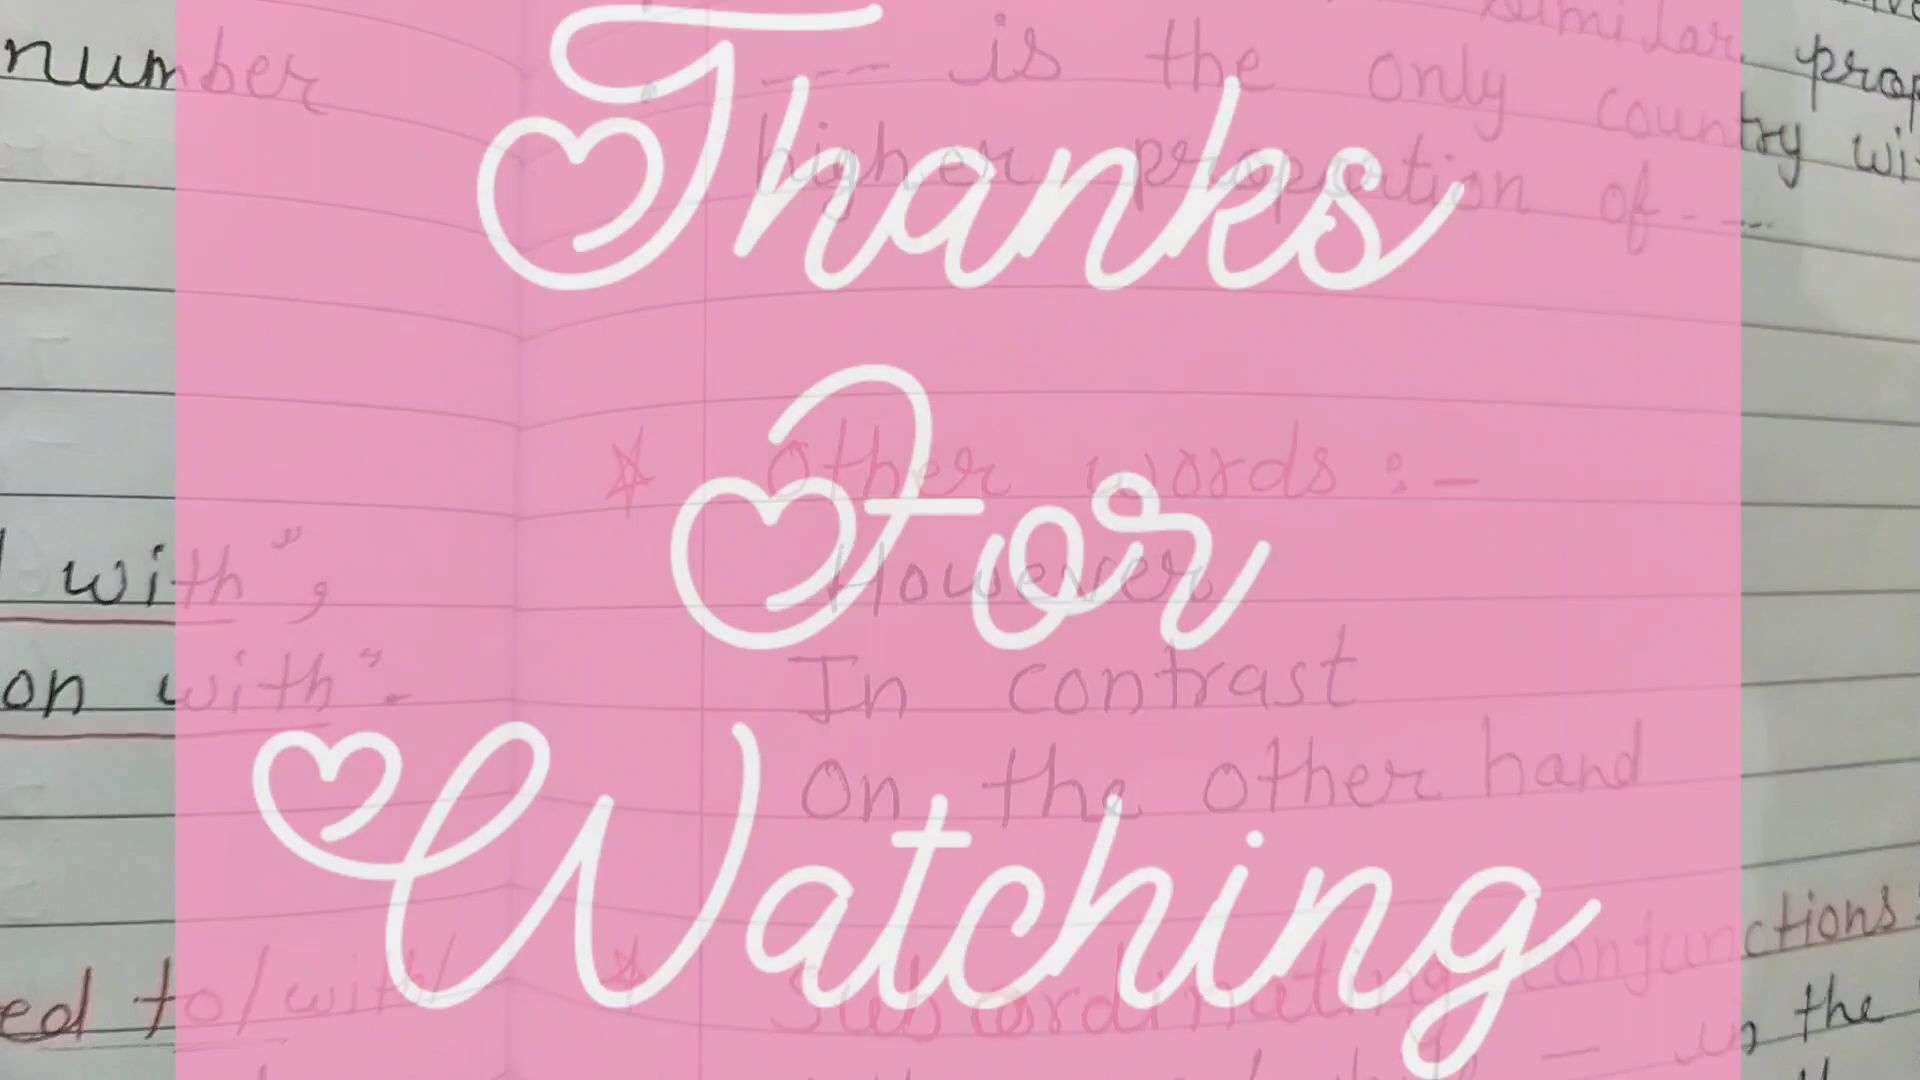 Thanks
For
Watching
number
with",
on with".
ed to/with
similar prop
--- is the only country wi
higher proportion of ---
☆ Other words :-
However
In contrast
On the other hand
☆ Subordinating conjunctions
the